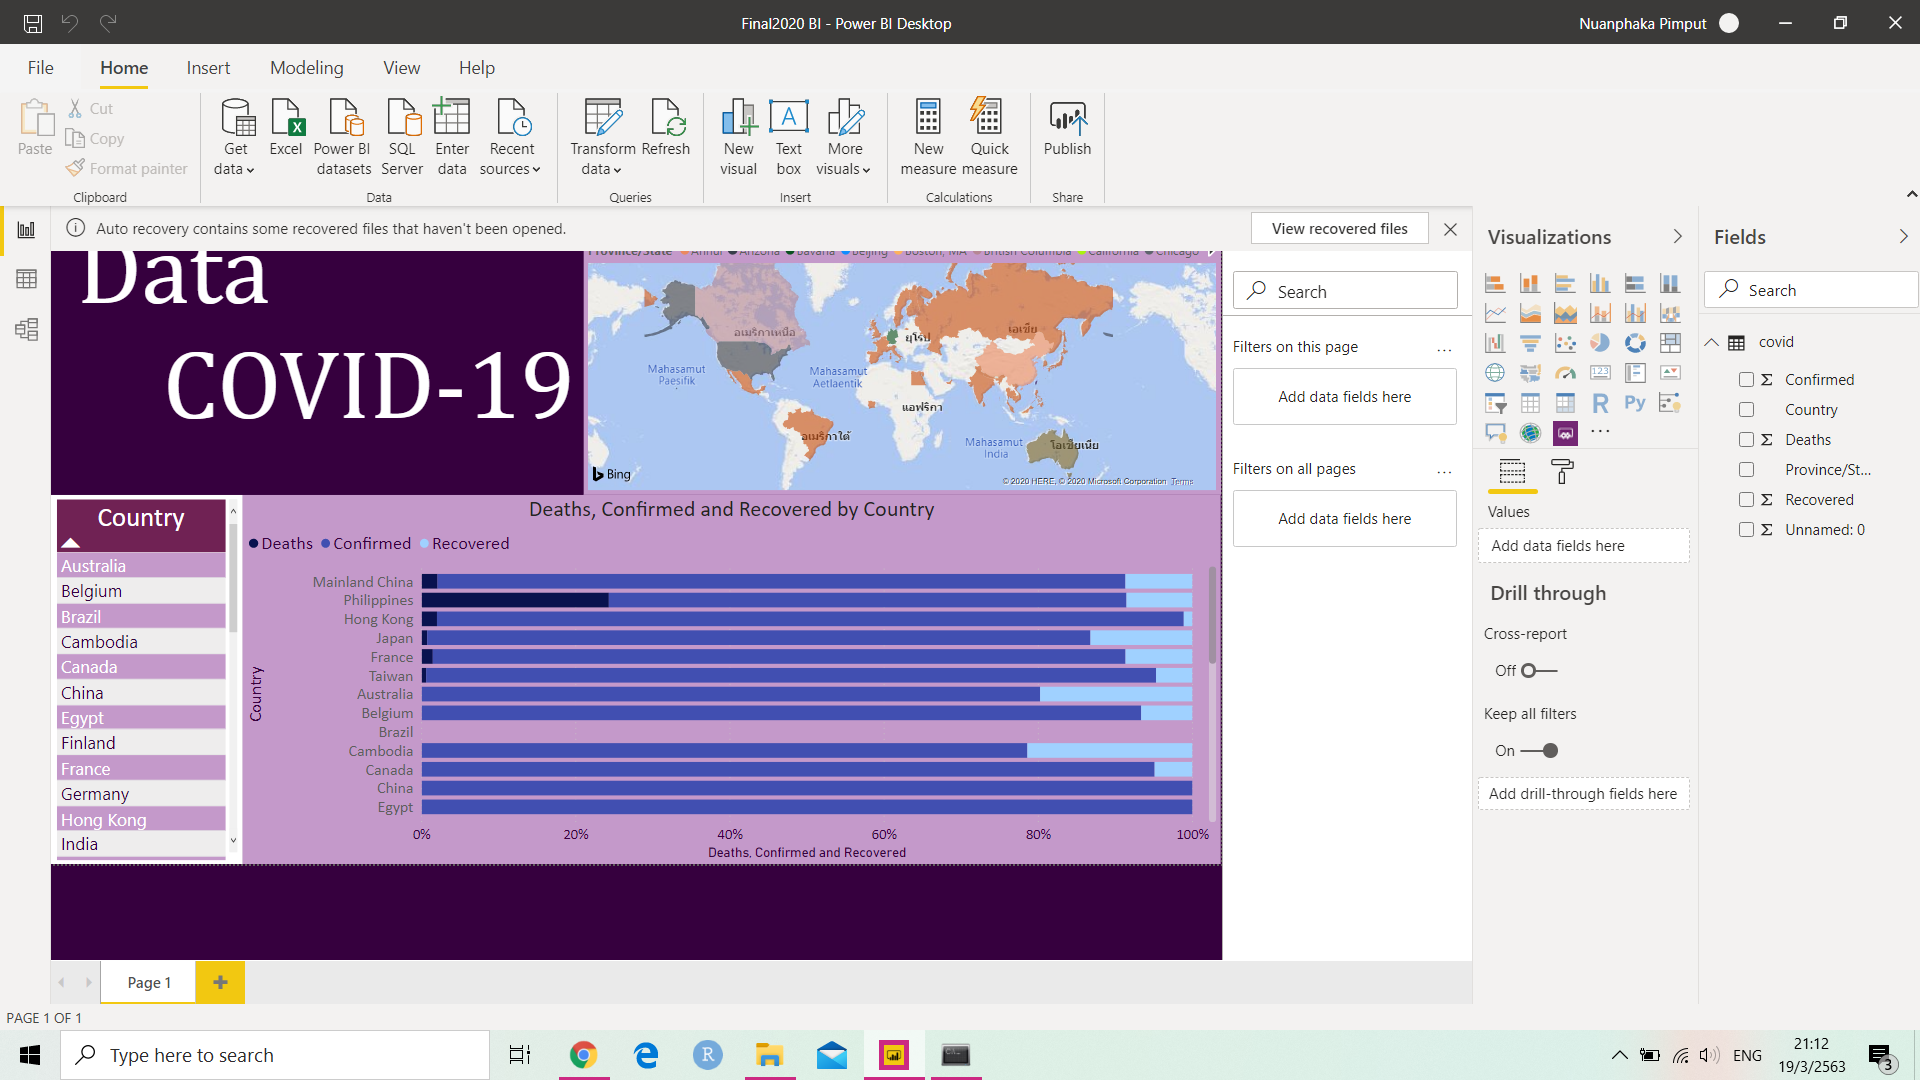 Final2020 BI - Power BI Desktop
Nuanphaka Pimput
File Home Insert Modeling View Help
Paste
Cut
Copy
Format painter
Clipboard
Get data
Excel
Power BI datasets
SQL Server
Enter data
Recent sources
Data
Transform data
Refresh
Queries
New visual
Text box
More visuals
Insert
New measure
Quick measure
Calculations
Publish
Share
Auto recovery contains some recovered files that haven't been opened.
View recovered files
Data
COVID-19
Province/State Annur Arizona Bavaria Beijing Boston, MA British Columbia California Chicago
อเมริกาเหนือ
ยุโรป
เอเชีย
Mahasamut Paesifik
Mahasamut Aetlaentik
แอฟริกา
อเมริกาใต้
Mahasamut India
โอเชียเนีย
Bing
© 2020 HERE, © 2020 Microsoft Corporation Terms
Country
Australia
Belgium
Brazil
Cambodia
Canada
China
Egypt
Finland
France
Germany
Hong Kong
India
Deaths, Confirmed and Recovered by Country
Deaths Confirmed Recovered
Country
Mainland China
Philippines
Hong Kong
Japan
France
Taiwan
Australia
Belgium
Brazil
Cambodia
Canada
China
Egypt
0% 20% 40% 60% 80% 100%
Deaths, Confirmed and Recovered
Search
Filters on this page ...
Add data fields here
Filters on all pages ...
Add data fields here
Visualizations
123
R Py
...
Values
Add data fields here
Drill through
Cross-report
Off
Keep all filters
On
Add drill-through fields here
Fields
Search
covid
Σ Confirmed
Country
Σ Deaths
Province/St...
Σ Recovered
Σ Unnamed: 0
Page 1
PAGE 1 OF 1
Type here to search
ENG
21:12
19/3/2563
3